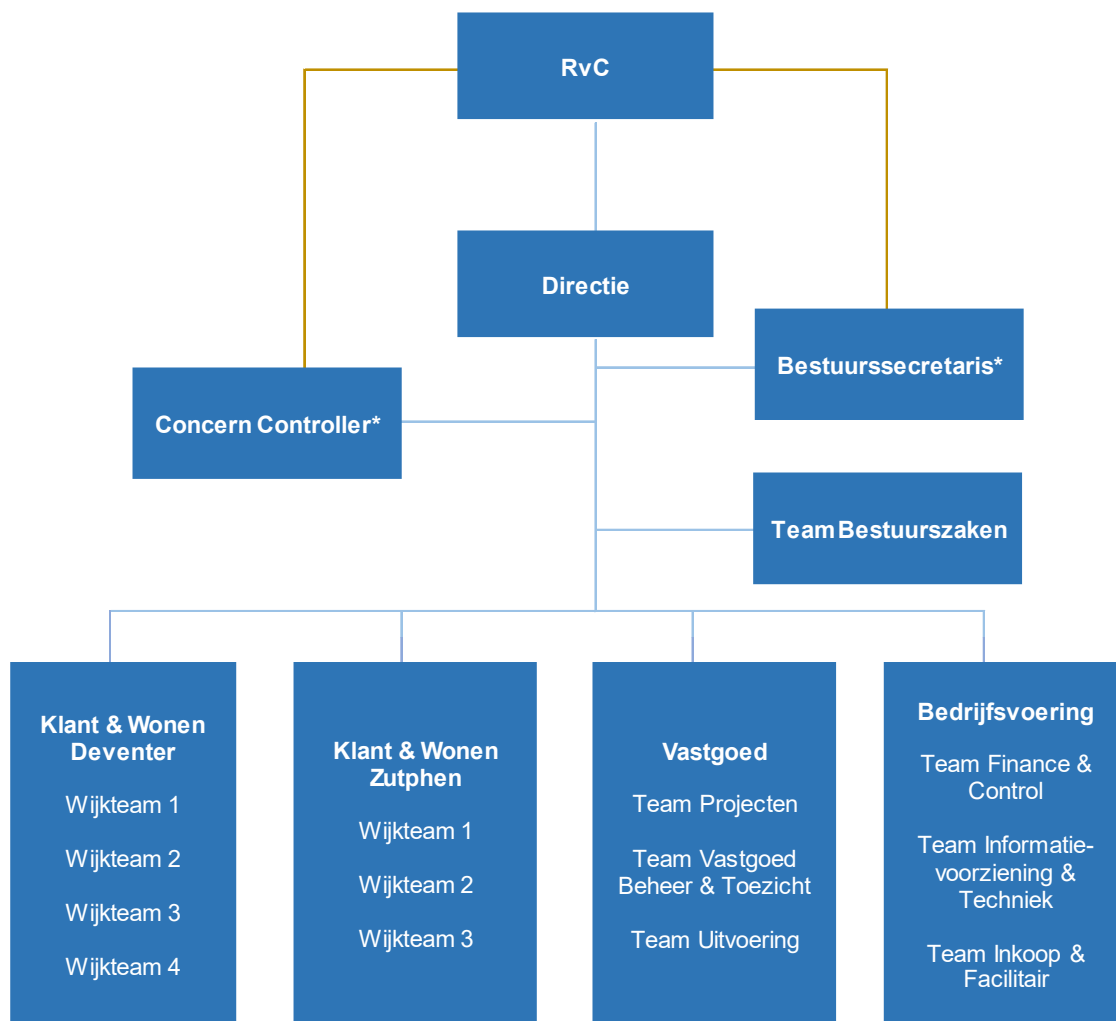 RvC
Directie
Bestuurssecretaris*
Concern Controller*
Team Bestuurszaken
Klant & Wonen
Deventer
Wijkteam 1
Wijkteam 2
Wijkteam 3
Wijkteam 4
Klant & Wonen
Zutphen
Wijkteam 1
Wijkteam 2
Wijkteam 3
Vastgoed
Team Projecten
Team Vastgoed
Beheer & Toezicht
Team Uitvoering
Bedrijfsvoering
Team Finance &
Control
Team Informatie-
voorziening &
Techniek
Team Inkoop &
Facilitair